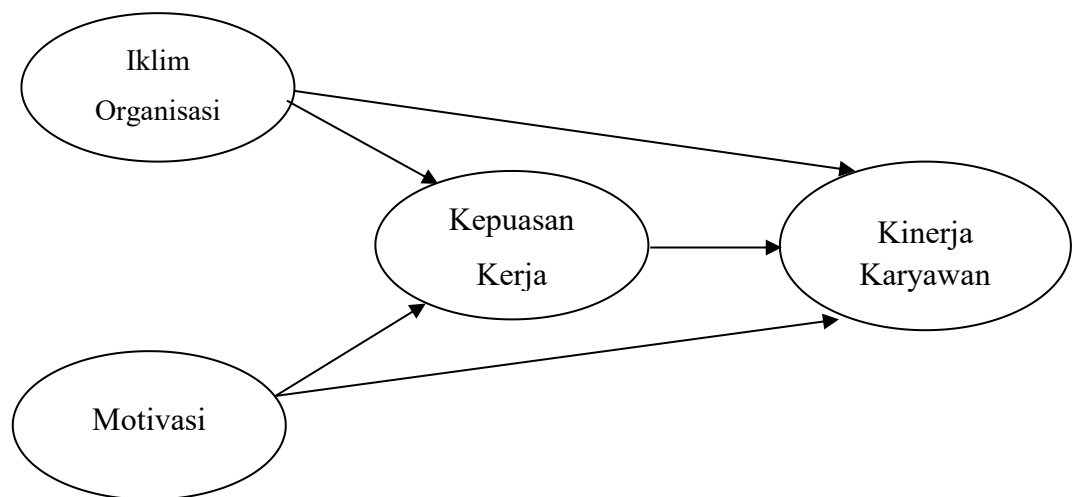 Iklim
Organisasi
Kepuasan
Kerja
Kinerja
Karyawan
Motivasi